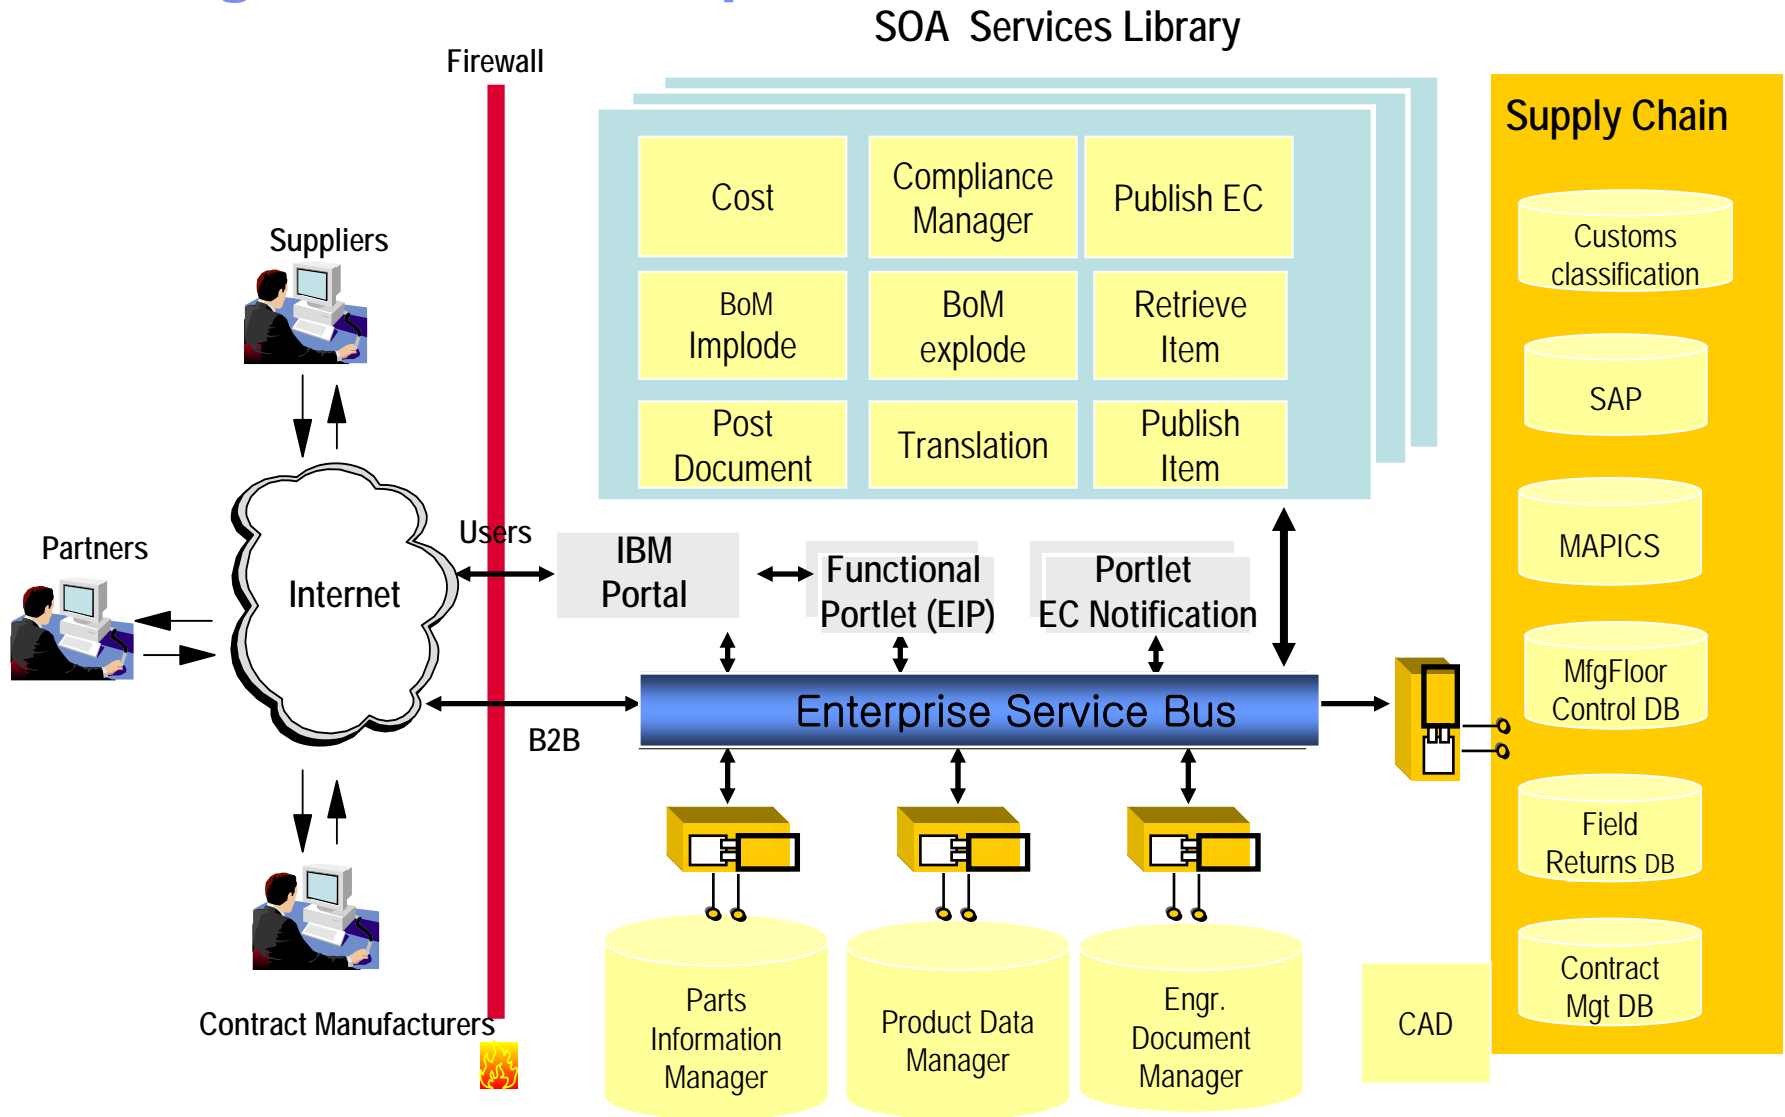 SOA Services Library
Firewall
Supply Chain
Cost
Compliance
Manager
Publish EC
BoM
Implode
BoM
explode
Retrieve
Item
Post
Document
Translation
Publish
Item
Customs
classification
SAP
MAPICS
MfgFloor
Control DB
Field
Returns DB
Contract
Mgt DB
Suppliers
Partners
Internet
Contract Manufacturers
Users
B2B
IBM
Portal
Functional
Portlet (EIP)
Portlet
EC Notification
Enterprise Service Bus
Parts
Information
Manager
Product Data
Manager
Engr.
Document
Manager
CAD